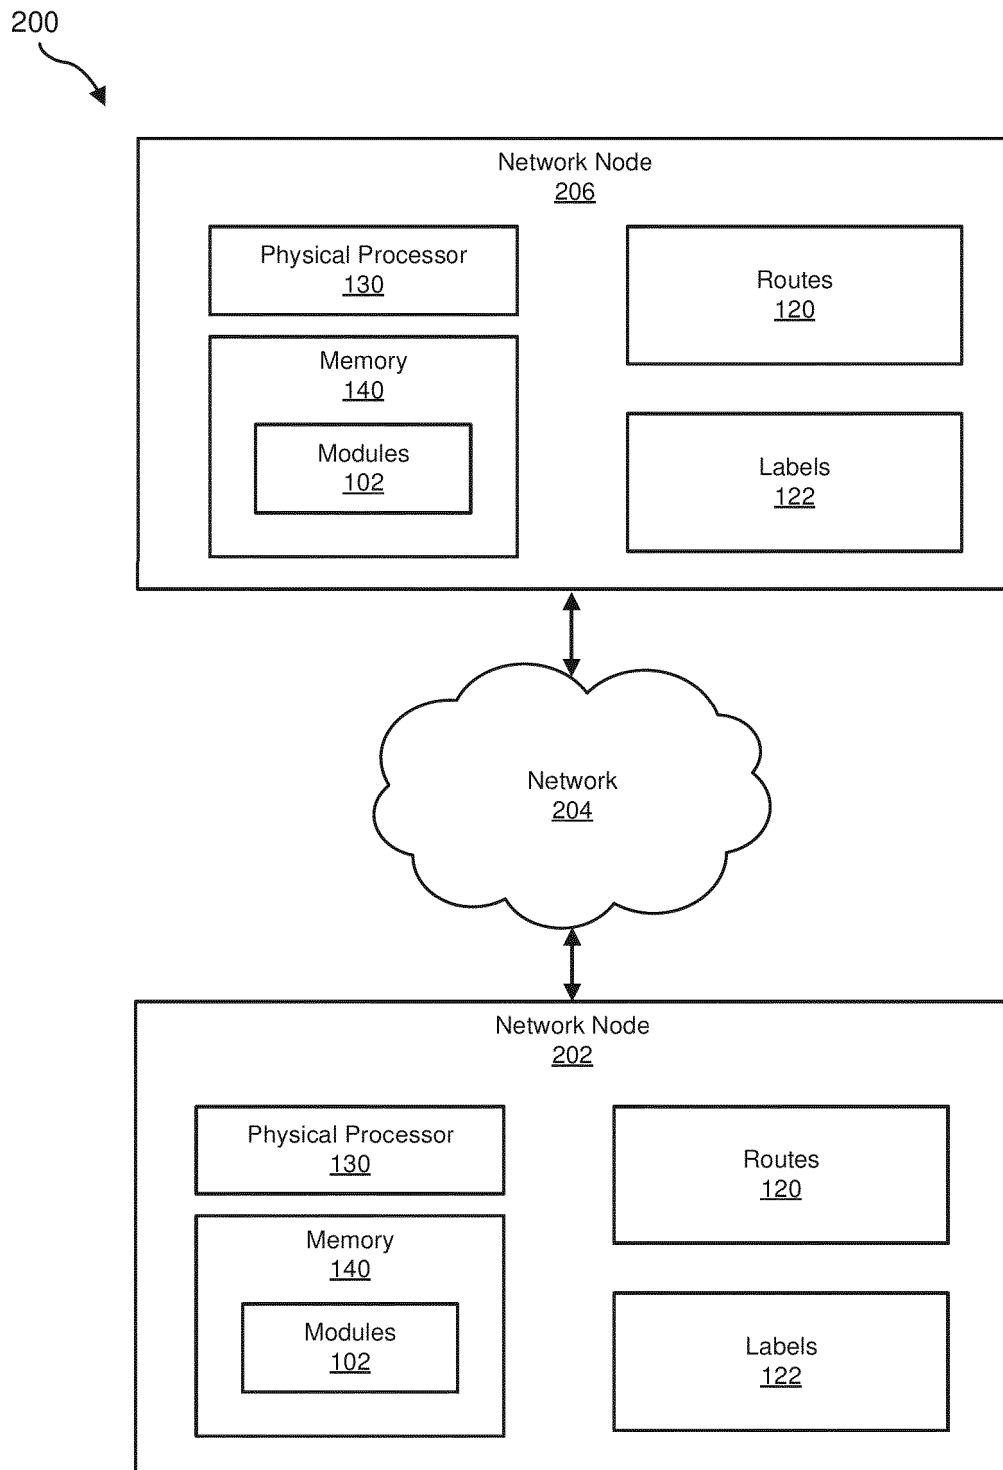 200
Network Node
206
Physical Processor
130
Routes
120
Memory
140
Modules
102
Labels
122
Network
204
Network Node
202
Physical Processor
130
Routes
120
Memory
140
Modules
102
Labels
122